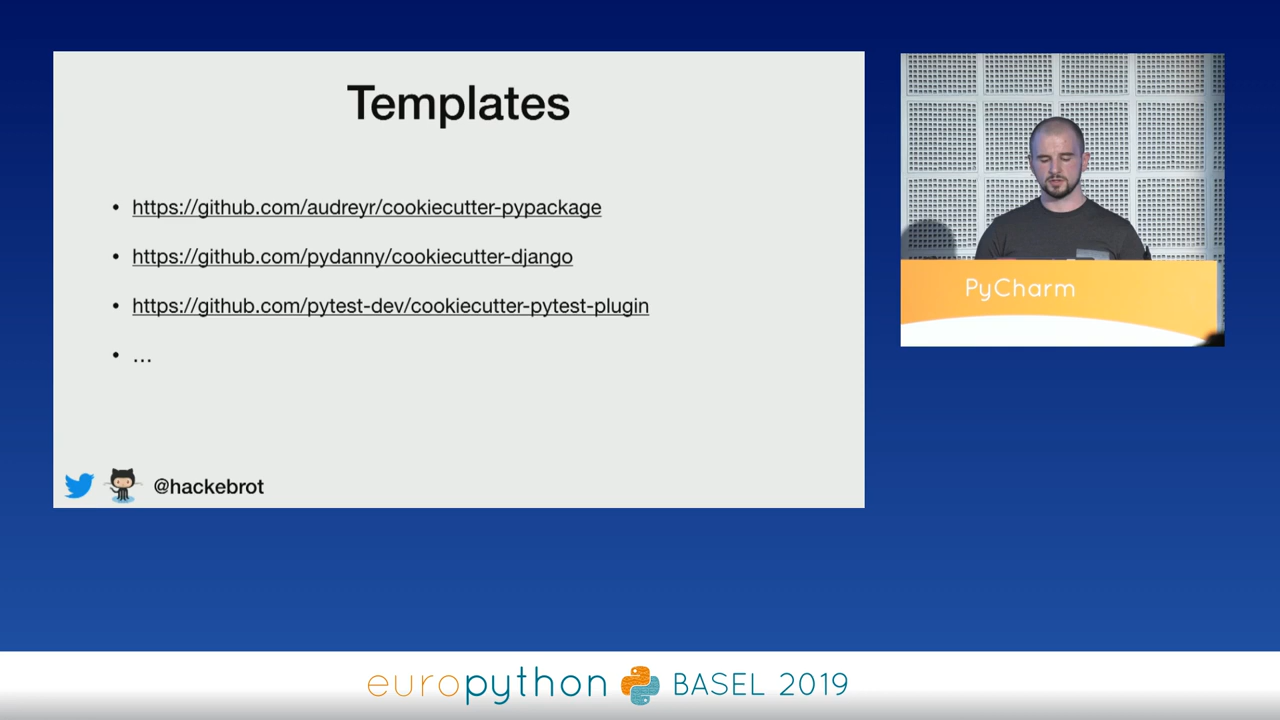 Templates
• https://github.com/audreyr/cookiecutter-pypackage
• https://github.com/pydanny/cookiecutter-django
• https://github.com/pytest-dev/cookiecutter-pytest-plugin
• ...
@hackebrot
PyCharm
europython BASEL 2019